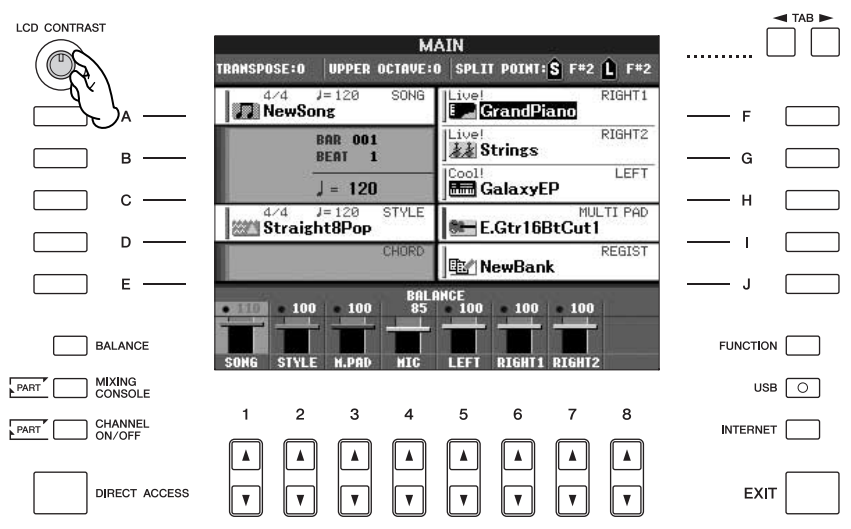 LCD CONTRAST
TAB
MAIN
TRANSPOSE:0 UPPER OCTAVE:0 SPLIT POINT: S F#2 L F#2
4/4 ♩=120 SONG
NewSong
BAR 001
BEAT 1
♩ = 120
4/4 ♩=120 STYLE
Straight8Pop
CHORD
Live! RIGHT1
GrandPiano
Live! RIGHT2
Strings
Cool! LEFT
GalaxyEP
MULTI PAD
E.Gtr16BtCut1
REGIST
NewBank
BALANCE
110 100 100 85 100 100 100
SONG STYLE M.PAD MIC LEFT RIGHT1 RIGHT2
A
B
C
D
E
F
G
H
I
J
BALANCE
PART MIXING
CONSOLE
PART CHANNEL
ON/OFF
DIRECT ACCESS
1 2 3 4 5 6 7 8
FUNCTION
USB
INTERNET
EXIT